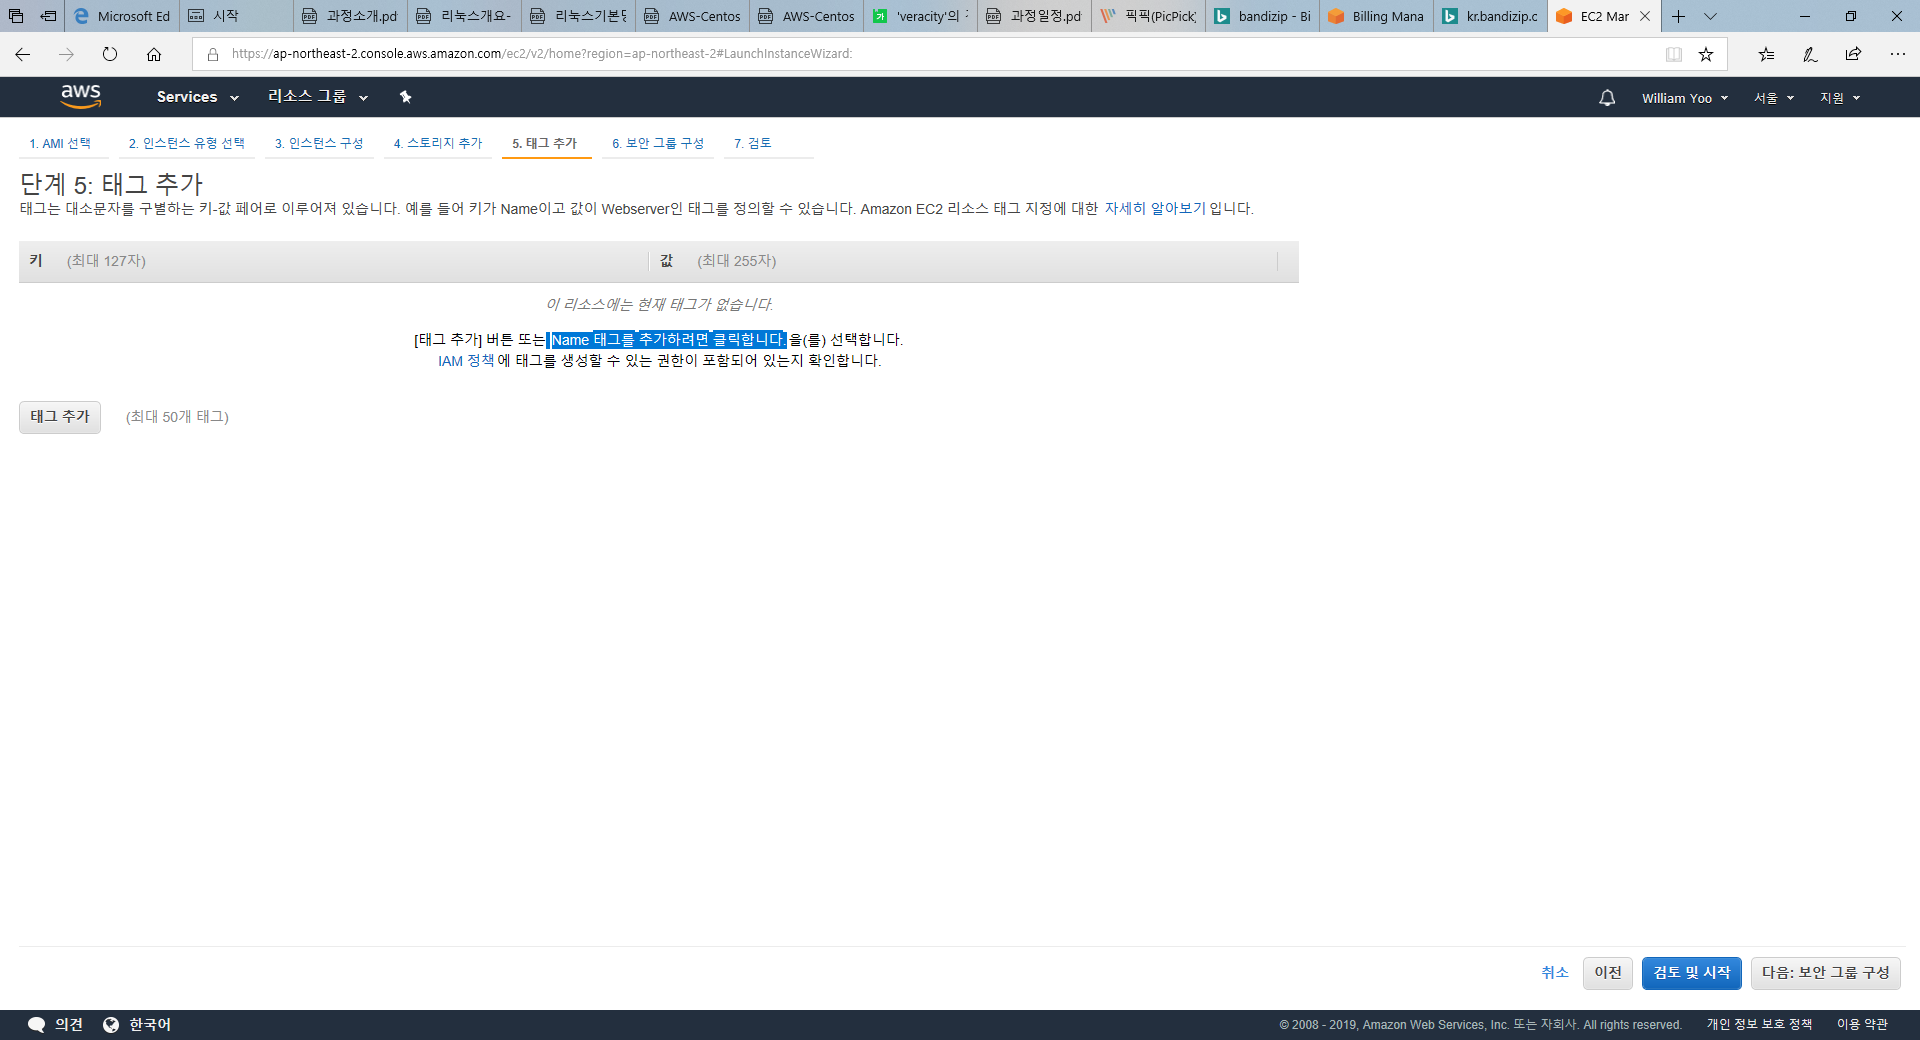 Microsoft Ed
시작
과정소개.pd
리눅스개요-
리눅스기본명
AWS-Centos
AWS-Centos
'veracity'의
과정일정.pd
픽픽(PicPick)
bandizip - Bi
Billing Mana
kr.bandizip.c
EC2 Mar
https://ap-northeast-2.console.aws.amazon.com/ec2/v2/home?region=ap-northeast-2#LaunchInstanceWizard:
aws Services 리소스 그룹 William Yoo 서울 지원
1. AMI 선택 2. 인스턴스 유형 선택 3. 인스턴스 구성 4. 스토리지 추가 5. 태그 추가 6. 보안 그룹 구성 7. 검토
단계 5: 태그 추가
태그는 대소문자를 구별하는 키-값 페어로 이루어져 있습니다. 예를 들어 키가 Name이고 값이 Webserver인 태그를 정의할 수 있습니다. Amazon EC2 리소스 태그 지정에 대한 자세히 알아보기 입니다.
키 (최대 127자) 값 (최대 255자)
이 리소스에는 현재 태그가 없습니다.
[태그 추가] 버튼 또는 Name 태그를 추가하려면 클릭합니다. 을(를) 선택합니다.
IAM 정책 에 태그를 생성할 수 있는 권한이 포함되어 있는지 확인합니다.
태그 추가 (최대 50개 태그)
취소 이전 검토 및 시작 다음: 보안 그룹 구성
의견 한국어 © 2008 - 2019, Amazon Web Services, Inc. 또는 자회사. All rights reserved. 개인 정보 보호 정책 이용 약관